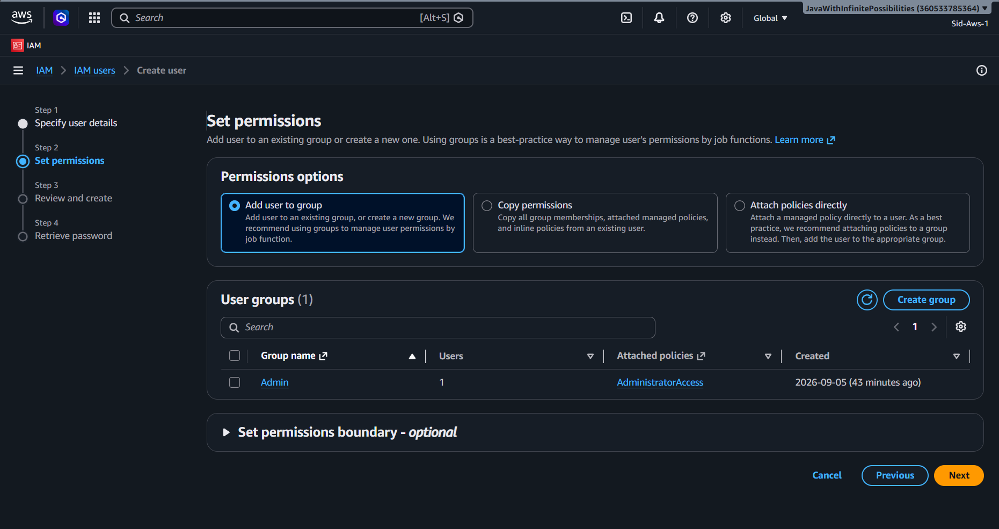 aws
Search
[Alt+S]
Global
JavaWithInfinitePossibilities (360533785364)
Sid-Aws-1
IAM
IAM
IAM users
Create user
Step 1
Specify user details
Step 2
Set permissions
Step 3
Review and create
Step 4
Retrieve password
Set permissions
Add user to an existing group or create a new one. Using groups is a best-practice way to manage user's permissions by job functions. Learn more
Permissions options
Add user to group
Add user to an existing group, or create a new group. We
recommend using groups to manage user permissions by
job function.
Copy permissions
Copy all group memberships, attached managed policies,
and inline policies from an existing user.
Attach policies directly
Attach a managed policy directly to a user. As a best
practice, we recommend attaching policies to a group
instead. Then, add the user to the appropriate group.
User groups (1)
Create group
Search
1
Group name
Users
Attached policies
Created
Admin
1
AdministratorAccess
2026-09-05 (43 minutes ago)
Set permissions boundary - optional
Cancel
Previous
Next